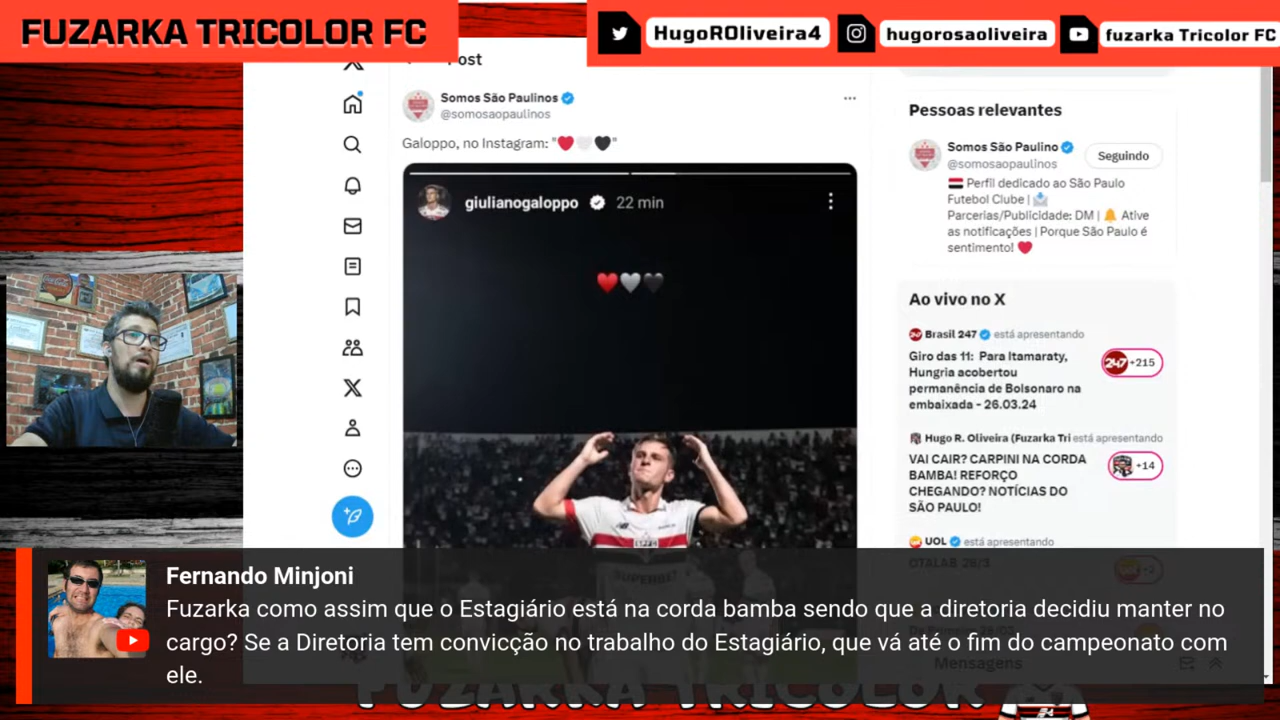 FUZARKA TRICOLOR FC
HugoROliveira4
hugorosaoliveira
fuzarka Tricolor FC
Post
Somos São Paulinos
@somosaopaulinos
Galoppo, no Instagram: "❤️🤍🖤"
giulianogaloppo 22 min
❤️🤍🖤
SPFC
SUPERBET
Pessoas relevantes
Somos São Paulino
@somosaopaulinos
Seguindo
Perfil dedicado ao São Paulo
Futebol Clube | 📩
Parcerias/Publicidade: DM | 🔔 Ative
as notificações | Porque São Paulo é
sentimento! ❤️
Ao vivo no X
Brasil 247 está apresentando
Giro das 11: Para Itamaraty,
Hungria acobertou
permanência de Bolsonaro na
embaixada - 26.03.24
247 +215
Hugo R. Oliveira (Fuzarka Tri está apresentando
VAI CAIR? CARPINI NA CORDA
BAMBA! REFORÇO
CHEGANDO? NOTÍCIAS DO
SÃO PAULO!
+14
UOL está apresentando
Mensagens
Fernando Minjoni
Fuzarka como assim que o Estagiário está na corda bamba sendo que a diretoria decidiu manter no
cargo? Se a Diretoria tem convicção no trabalho do Estagiário, que vá até o fim do campeonato com
ele.
FUZARKA TRICOLOR